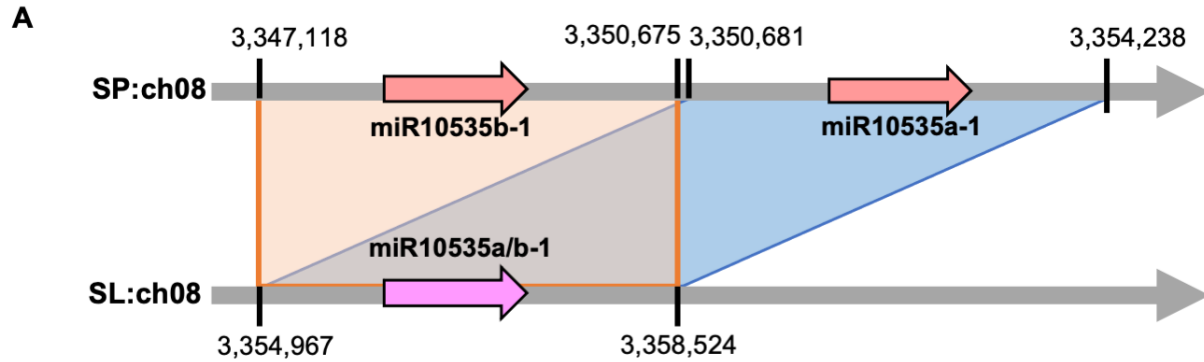 A
3,347,118 3,350,675 3,350,681 3,354,238
SP:ch08
miR10535b-1 miR10535a-1
miR10535a/b-1
SL:ch08
3,354,967 3,358,524